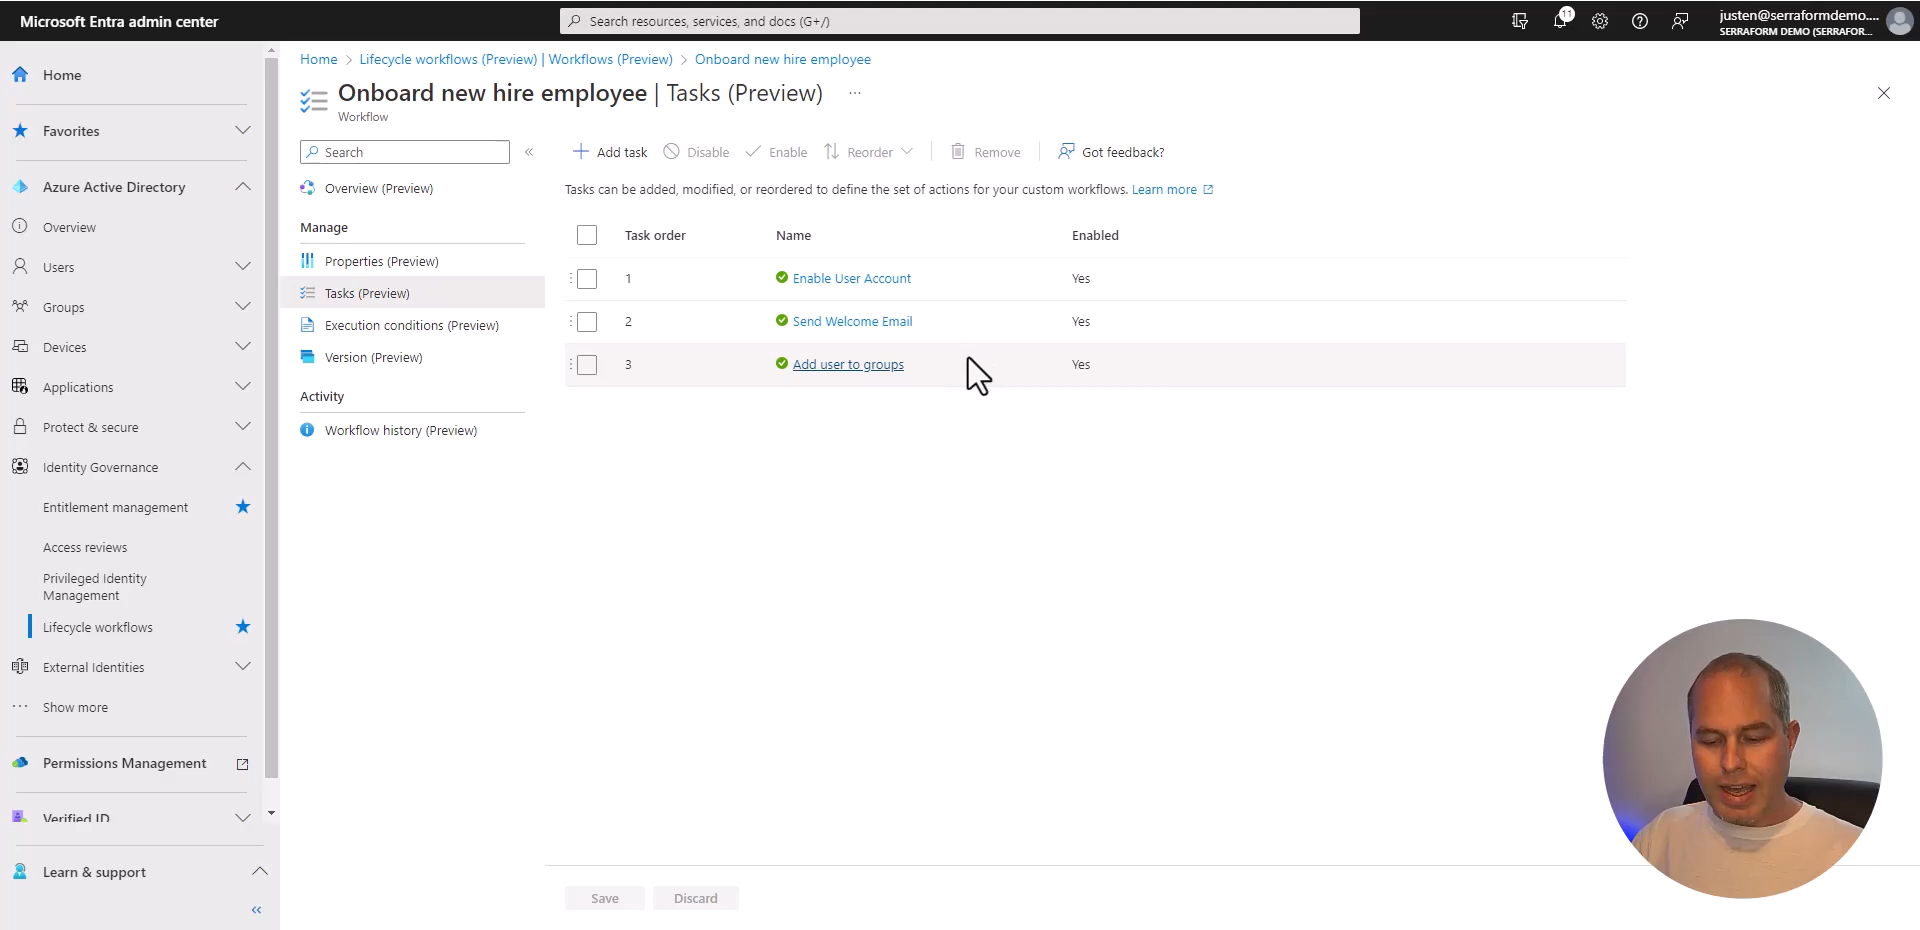 Microsoft Entra admin center
Search resources, services, and docs (G+/)
11
justen@serraformdemo....
SERRAFORM DEMO (SERRAFOR...
Home
Favorites
Azure Active Directory
Overview
Users
Groups
Devices
Applications
Protect & secure
Identity Governance
Entitlement management
Access reviews
Privileged Identity
Management
Lifecycle workflows
External Identities
Show more
Permissions Management
Verified ID
Learn & support
Home > Lifecycle workflows (Preview) | Workflows (Preview) > Onboard new hire employee
Onboard new hire employee | Tasks (Preview) ...
Workflow
Search
Overview (Preview)
Manage
Properties (Preview)
Tasks (Preview)
Execution conditions (Preview)
Version (Preview)
Activity
Workflow history (Preview)
Add task Disable Enable Reorder Remove Got feedback?
Tasks can be added, modified, or reordered to define the set of actions for your custom workflows. Learn more
Task order Name Enabled
1 Enable User Account Yes
2 Send Welcome Email Yes
3 Add user to groups Yes
Save Discard